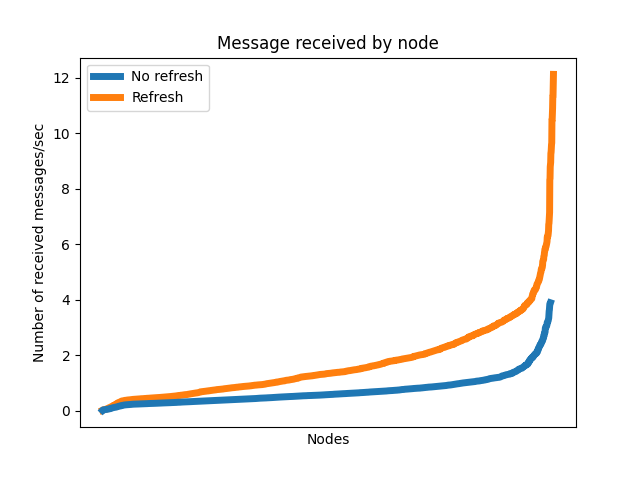 Message received by node
No refresh
Refresh
Number of received messages/sec
12
10
8
6
4
2
0
Nodes